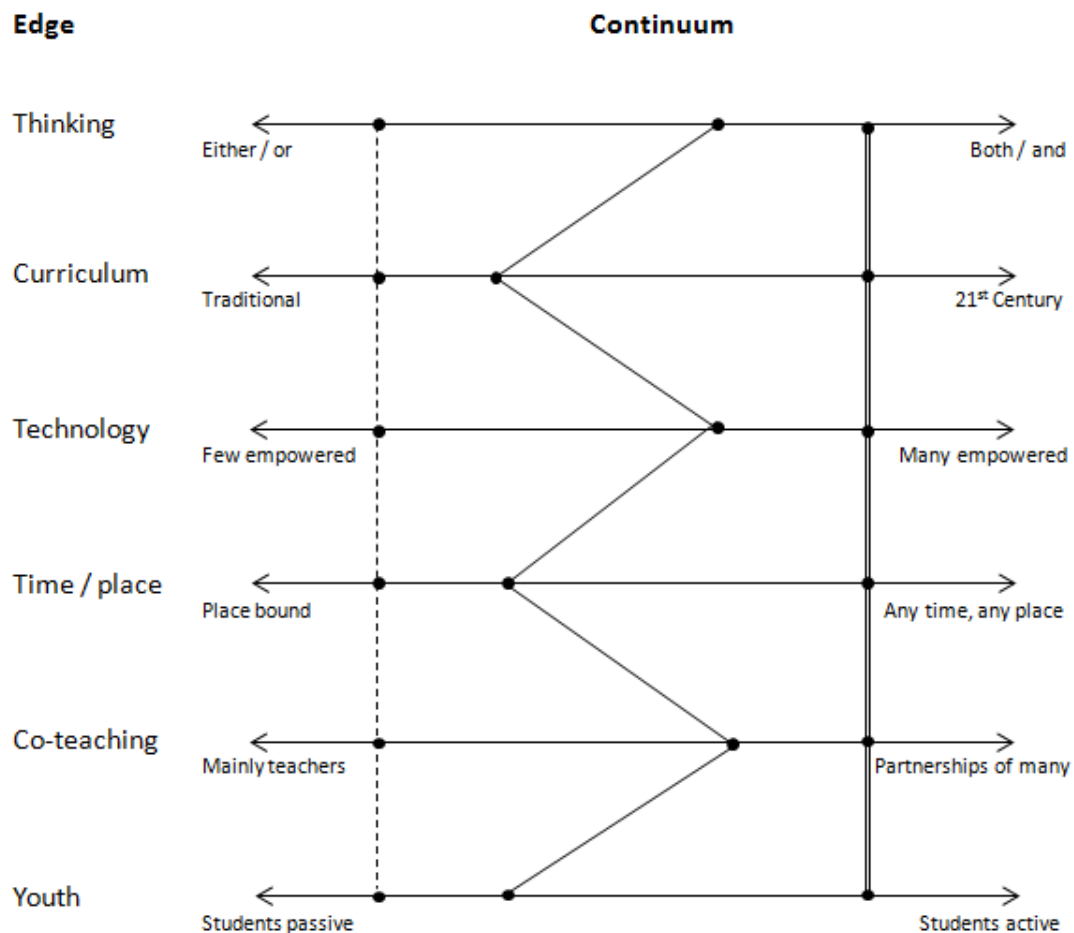 Edge Continuum
Thinking
Either / or Both / and
Curriculum
Traditional 21st Century
Technology
Few empowered Many empowered
Time / place
Place bound Any time, any place
Co-teaching
Mainly teachers Partnerships of many
Youth
Students passive Students active